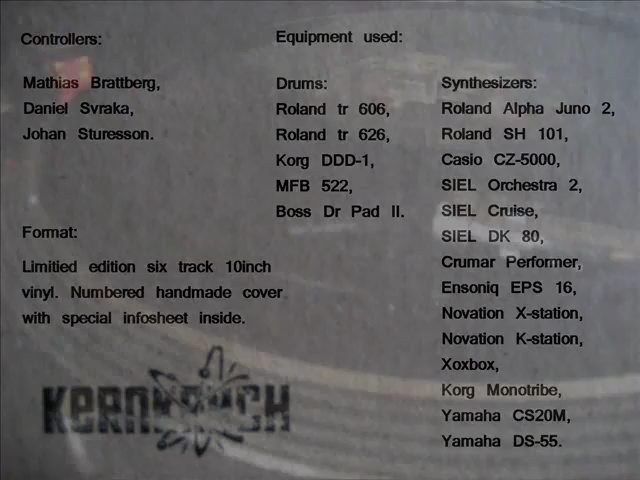 Controllers:
Mathias Brattberg,
Daniel Svraka,
Johan Sturesson.
Format:
Limitied edition six track 10inch
vinyl. Numbered handmade cover
with special infosheet inside.
Equipment used:
Drums:
Roland tr 606,
Roland tr 626,
Korg DDD-1,
MFB 522,
Boss Dr Pad II.
Synthesizers:
Roland Alpha Juno 2,
Roland SH 101,
Casio CZ-5000,
SIEL Orchestra 2,
SIEL Cruise,
SIEL DK 80,
Crumar Performer,
Ensoniq EPS 16,
Novation X-station,
Novation K-station,
Xoxbox,
Korg Monotribe,
Yamaha CS20M,
Yamaha DS-55.